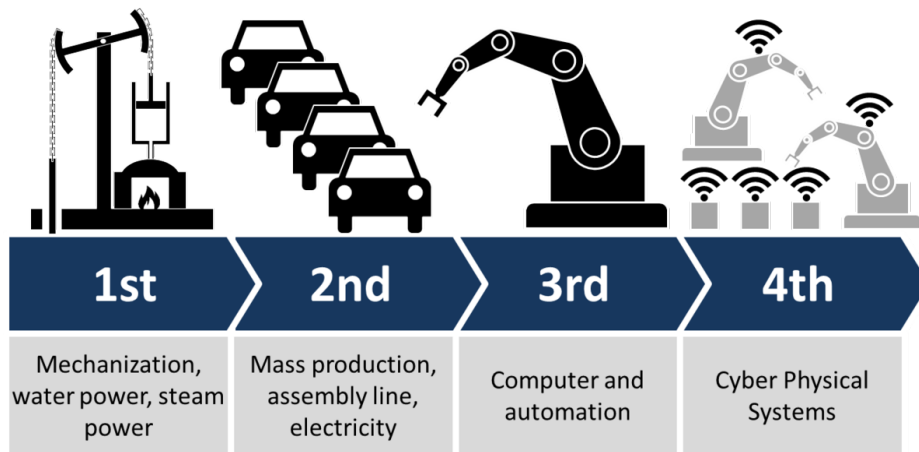 1st
2nd
3rd
4th
Mechanization,
water power, steam
power
Mass production,
assembly line,
electricity
Computer and
automation
Cyber Physical
Systems